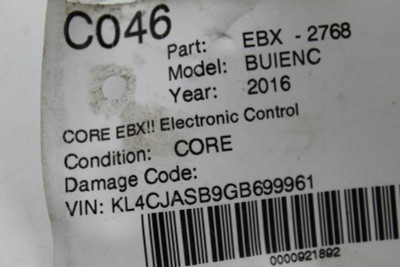 C046
Part: EBX - 2768
Model: BUIENC
Year: 2016
CORE EBX!! Electronic Control
Condition: CORE
Damage Code:
VIN: KL4CJASB9GB699961
0000921892